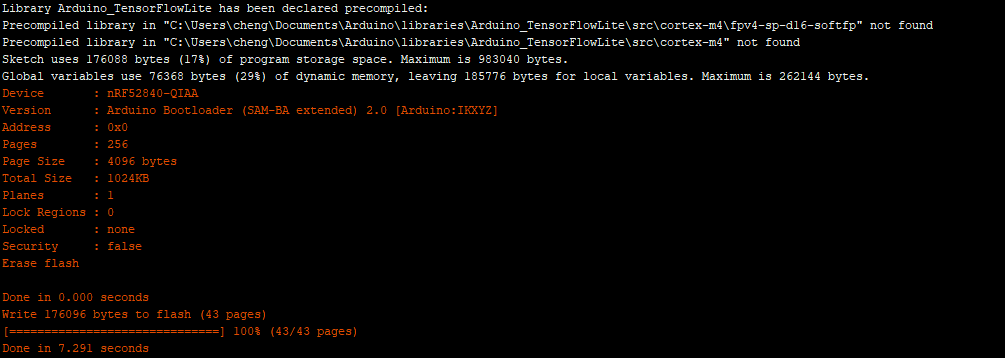 Library Arduino_TensorFlowLite has been declared precompiled:
Precompiled library in "C:\Users\cheng\Documents\Arduino\libraries\Arduino_TensorFlowLite\src\cortex-m4\fpv4-sp-d16-softfp" not found
Precompiled library in "C:\Users\cheng\Documents\Arduino\libraries\Arduino_TensorFlowLite\src\cortex-m4" not found
Sketch uses 176088 bytes (17%) of program storage space. Maximum is 983040 bytes.
Global variables use 76368 bytes (29%) of dynamic memory, leaving 185776 bytes for local variables. Maximum is 262144 bytes.
Device       : nRF52840-QIAA
Version      : Arduino Bootloader (SAM-BA extended) 2.0 [Arduino:IKXYZ]
Address      : 0x0
Pages        : 256
Page Size    : 4096 bytes
Total Size   : 1024KB
Planes       : 1
Lock Regions : 0
Locked       : none
Security     : false
Erase flash
Done in 0.000 seconds
Write 176096 bytes to flash (43 pages)
[==============================] 100% (43/43 pages)
Done in 7.291 seconds